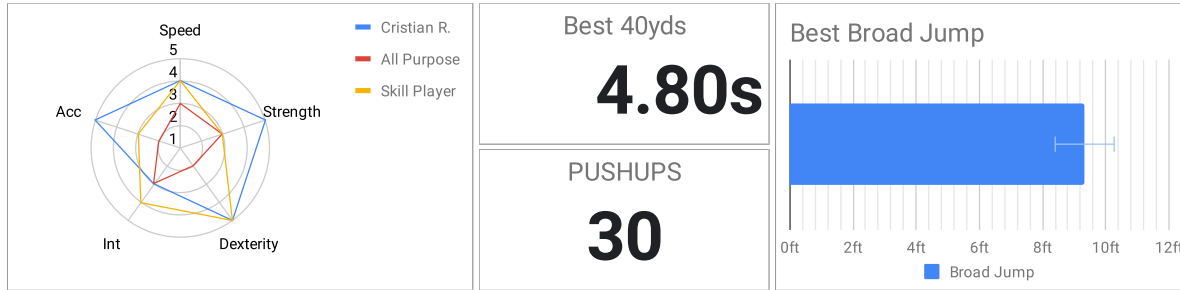 Speed
5
4
3
2
1
Acc
Strength
Int
Dexterity
Cristian R.
All Purpose
Skill Player
Best 40yds
4.80s
PUSHUPS
30
Best Broad Jump
0ft 2ft 4ft 6ft 8ft 10ft 12ft
Broad Jump